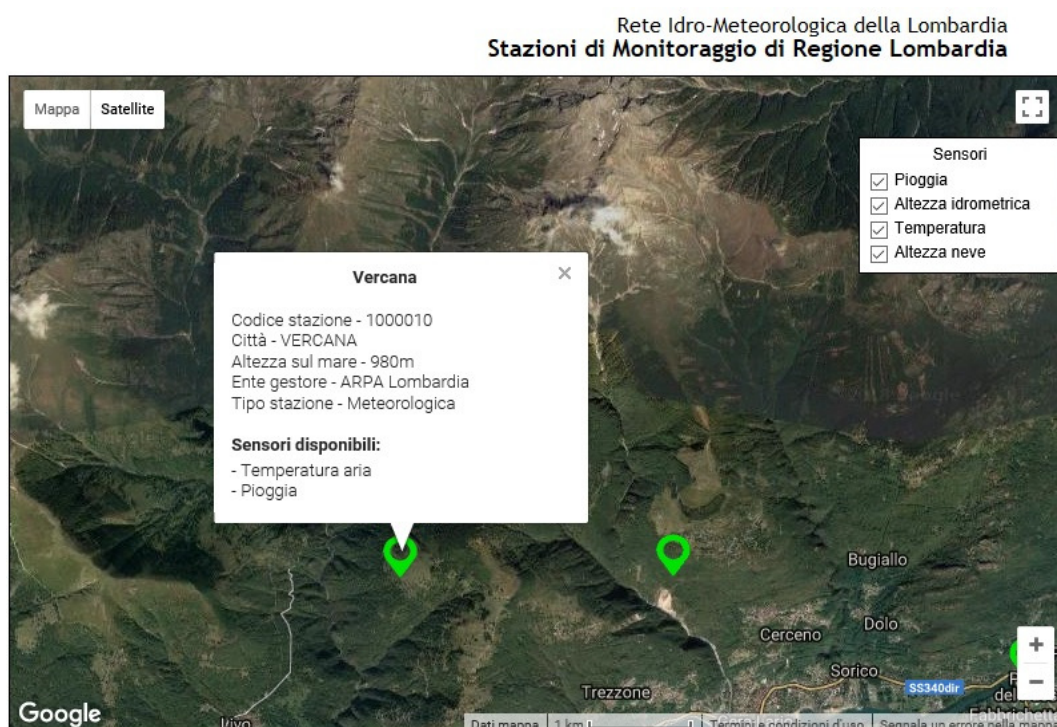 Rete Idro-Meteorologica della Lombardia
Stazioni di Monitoraggio di Regione Lombardia
Mappa Satellite
Sensori
Pioggia
Altezza idrometrica
Temperatura
Altezza neve
Vercana
Codice stazione - 1000010
Città - VERCANA
Altezza sul mare - 980m
Ente gestore - ARPA Lombardia
Tipo stazione - Meteorologica
Sensori disponibili:
- Temperatura aria
- Pioggia
Bugiallo
Dolo
Cerceno
Sorico
SS340dir
Trezzone
Google
Dati mappa 1 km Termini e condizioni d'uso Segnala un errore nella mappa